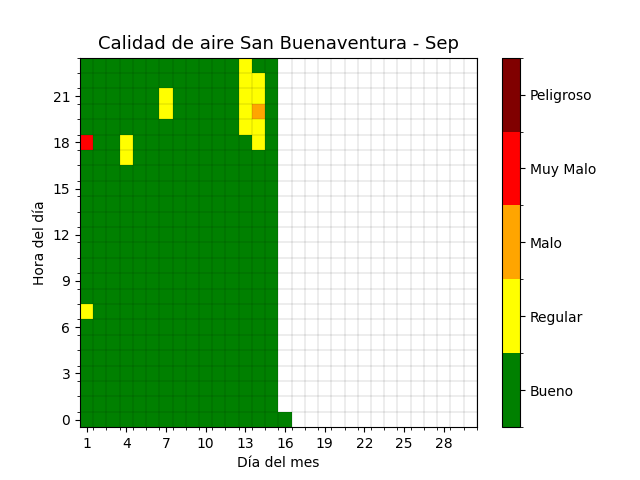 Calidad de aire San Buenaventura - Sep
Hora del día
21
18
15
12
9
6
3
0
1 4 7 10 13 16 19 22 25 28
Día del mes
Peligroso
Muy Malo
Malo
Regular
Bueno